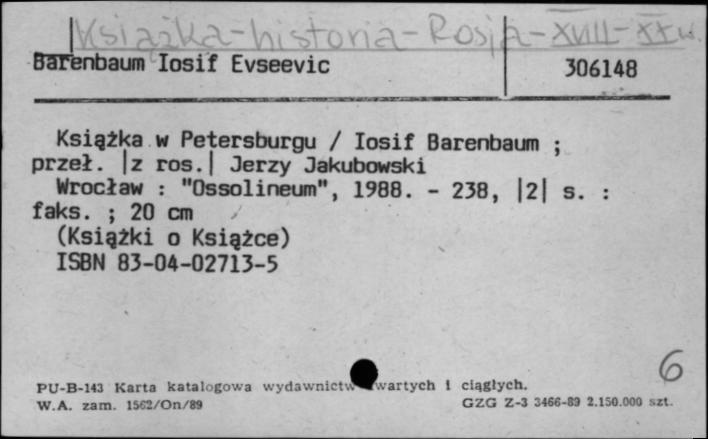 Książka-historia-Rosja-XVIII-XX w.
Barenbaum Iosif Evseevic
306148
Książka w Petersburgu / Iosif Barenbaum ;
przeł. |z ros.| Jerzy Jakubowski
Wrocław : "Ossolineum", 1988. - 238, |2| s. :
faks. ; 20 cm
(Książki o Książce)
ISBN 83-04-02713-5
6
PU-B-143 Karta katalogowa wydawnictw zwartych i ciągłych.
W.A. zam. 1562/On/89 GZG Z-3 3466-89 2.150.000 szt.